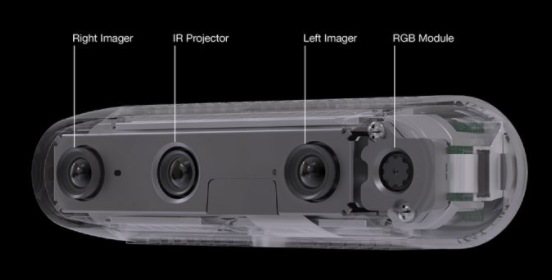 Right Imager
IR Projector
Left Imager
RGB Module